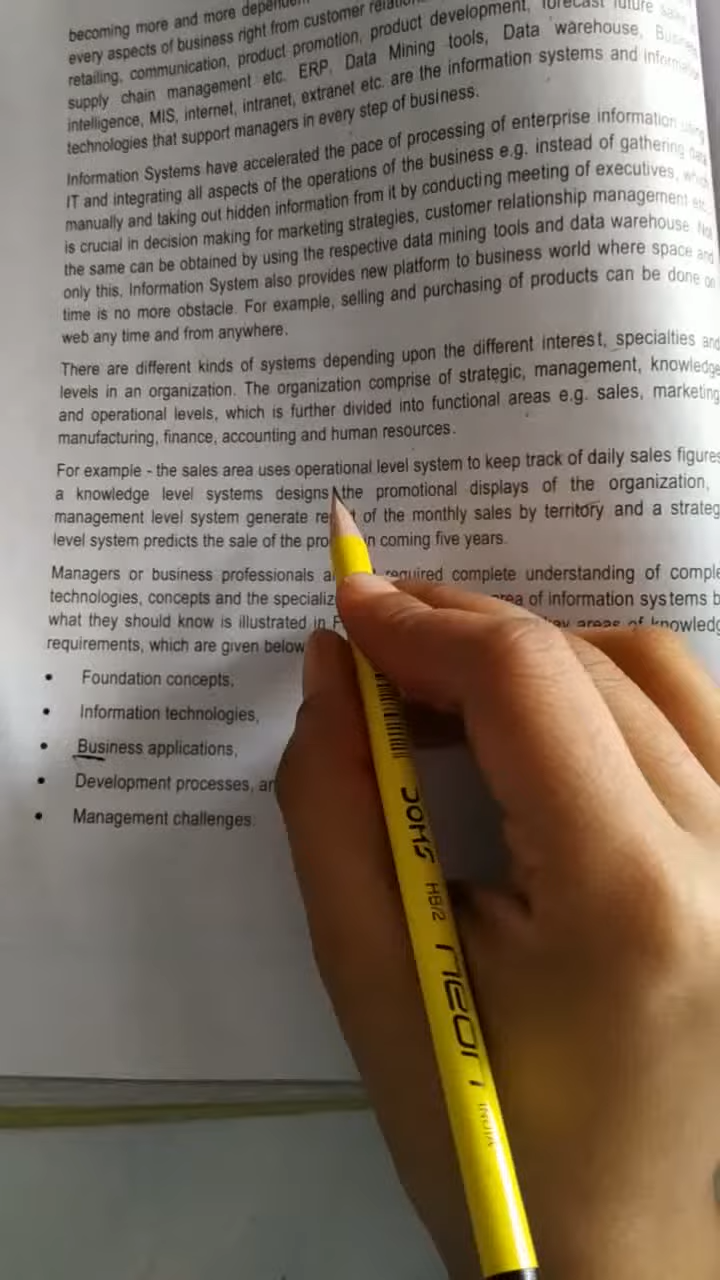 becoming more and more
every aspects of business right from customer
retailing, communication, product promotion, product development, forecast future
supply chain management etc. ERP, Data Mining tools, Data warehouse,
intelligence, MIS, internet, intranet, extranet etc. are the information systems and
technologies that support managers in every step of business.
Information Systems have accelerated the pace of processing of enterprise information using
IT and integrating all aspects of the operations of the business e.g. instead of gathering data
manually and taking out hidden information from it by conducting meeting of executives, which
is crucial in decision making for marketing strategies, customer relationship management etc.
the same can be obtained by using the respective data mining tools and data warehouse. Not
only this, Information System also provides new platform to business world where space and
time is no more obstacle. For example, selling and purchasing of products can be done on
web any time and from anywhere.
There are different kinds of systems depending upon the different interest, specialties and
levels in an organization. The organization comprise of strategic, management, knowledge
and operational levels, which is further divided into functional areas e.g. sales, marketing
manufacturing, finance, accounting and human resources.
For example - the sales area uses operational level system to keep track of daily sales figures
a knowledge level systems designs the promotional displays of the organization,
management level system generate of the monthly sales by territory and a
level system predicts the sale of the in coming five years.
Managers or business professionals required complete understanding of
technologies, concepts and the area of information systems
what they should know is illustrated in areas of
requirements, which are given below
• Foundation concepts,
• Information technologies,
• Business applications,
• Development processes,
• Management challenges.
DOMS HB/2 neon INDIA